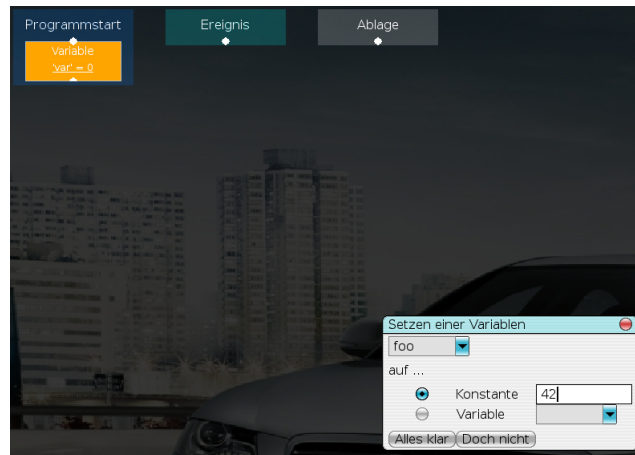 Programmstart
Ereignis
Ablage
Variable
'var' = 0
Setzen einer Variablen
foo
auf ...
Konstante 42
Variable
Alles klar Doch nicht